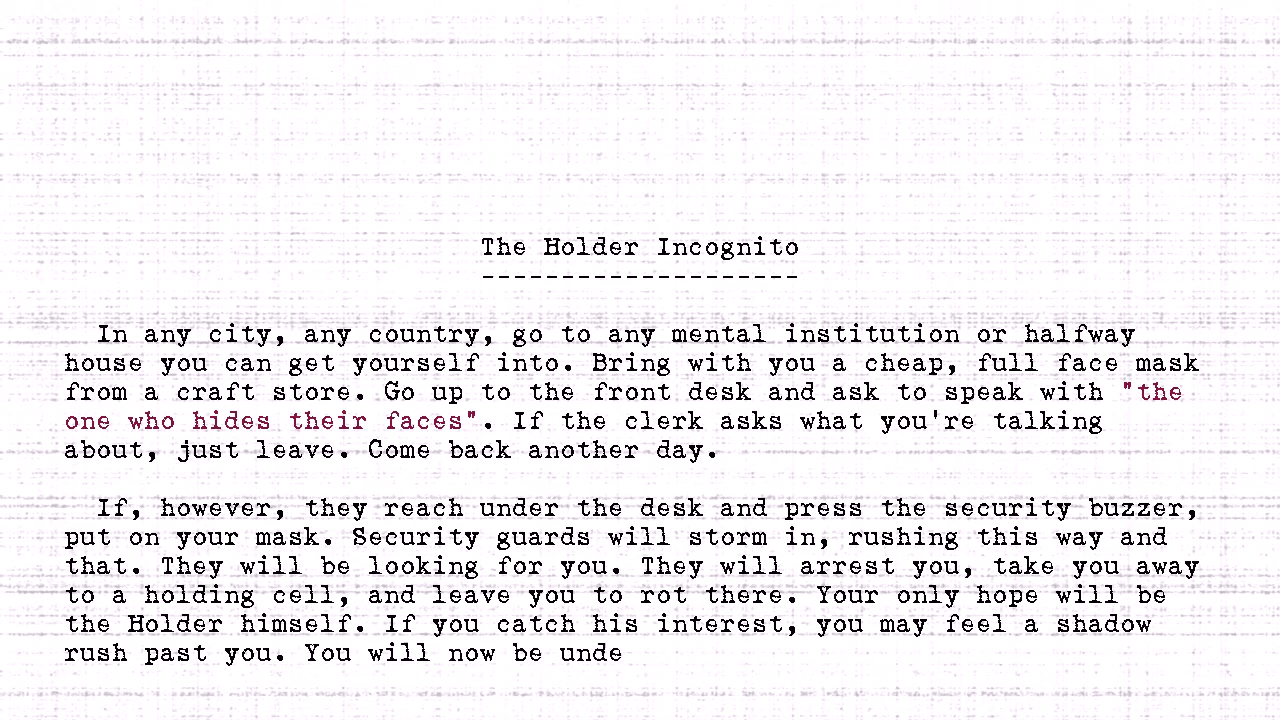 The Holder Incognito
--------------------
In any city, any country, go to any mental institution or halfway
house you can get yourself into. Bring with you a cheap, full face mask
from a craft store. Go up to the front desk and ask to speak with "the
one who hides their faces". If the clerk asks what you're talking
about, just leave. Come back another day.
If, however, they reach under the desk and press the security buzzer,
put on your mask. Security guards will storm in, rushing this way and
that. They will be looking for you. They will arrest you, take you away
to a holding cell, and leave you to rot there. Your only hope will be
the Holder himself. If you catch his interest, you may feel a shadow
rush past you. You will now be unde